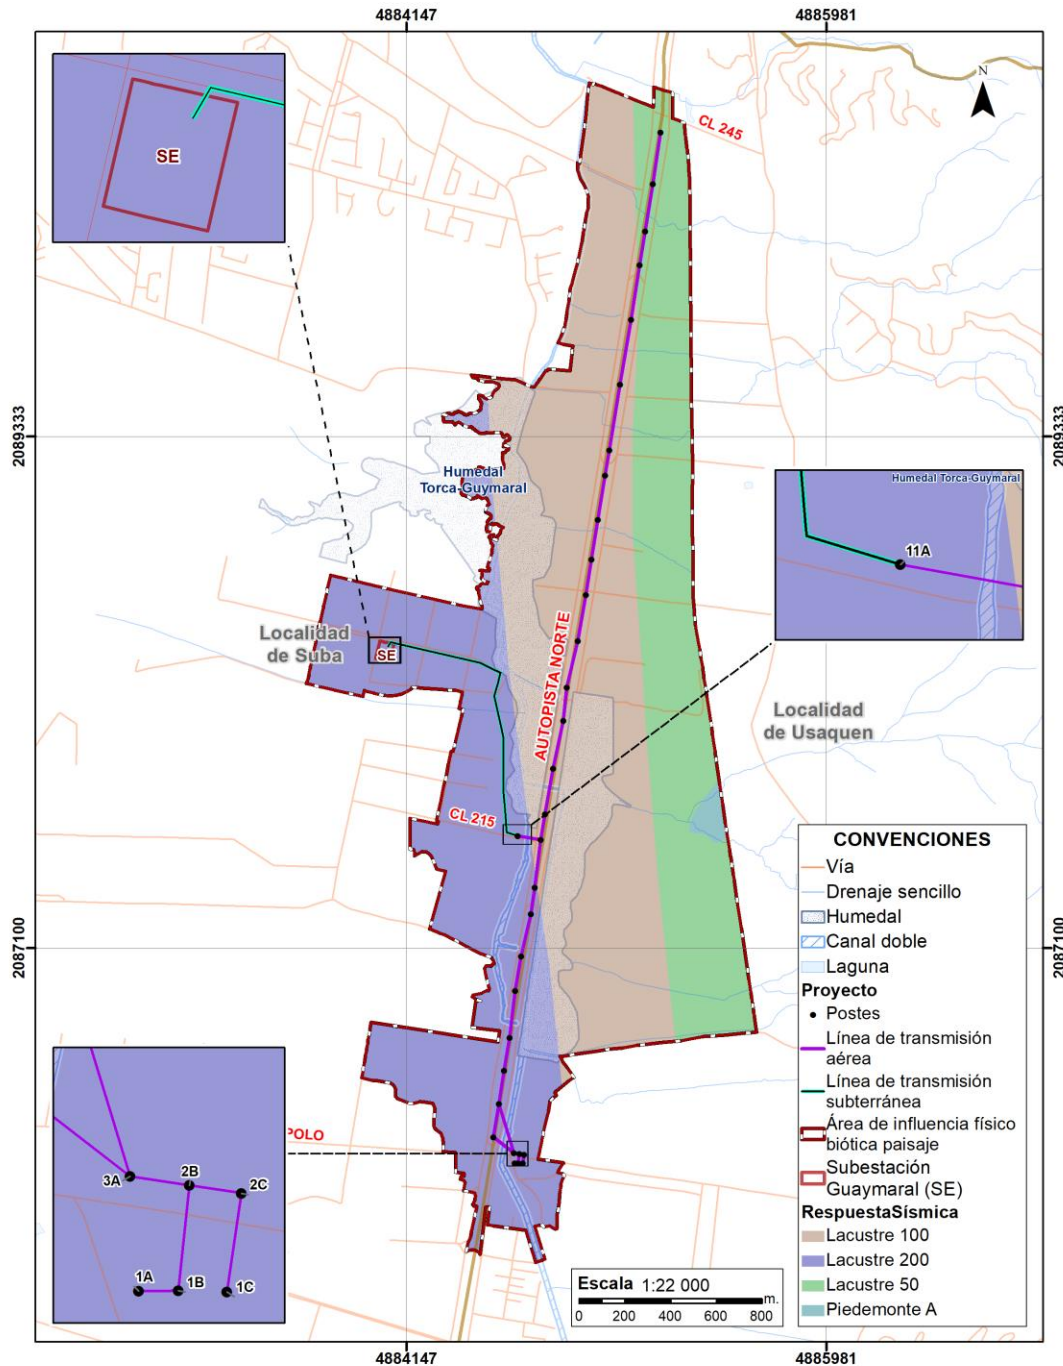 4884147
4885981
N
SE
CL 245
2089333
2089333
Humedal
Torca-Guymaral
Humedal Torca-Guymaral
11A
Localidad
de Suba
SE
AUTOPISTA NORTE
Localidad
de Usaquen
CL 215
2087100
2087100
POLO
3A
2B
2C
1A
1B
1C
CONVENCIONES
Vía
Drenaje sencillo
Humedal
Canal doble
Laguna
Proyecto
Postes
Línea de transmisión
aérea
Línea de transmisión
subterránea
Área de influencia físico
biótica paisaje
Subestación
Guaymaral (SE)
RespuestaSísmica
Lacustre 100
Lacustre 200
Lacustre 50
Piedemonte A
Escala 1:22 000
0 200 400 600 800 m.
4884147
4885981